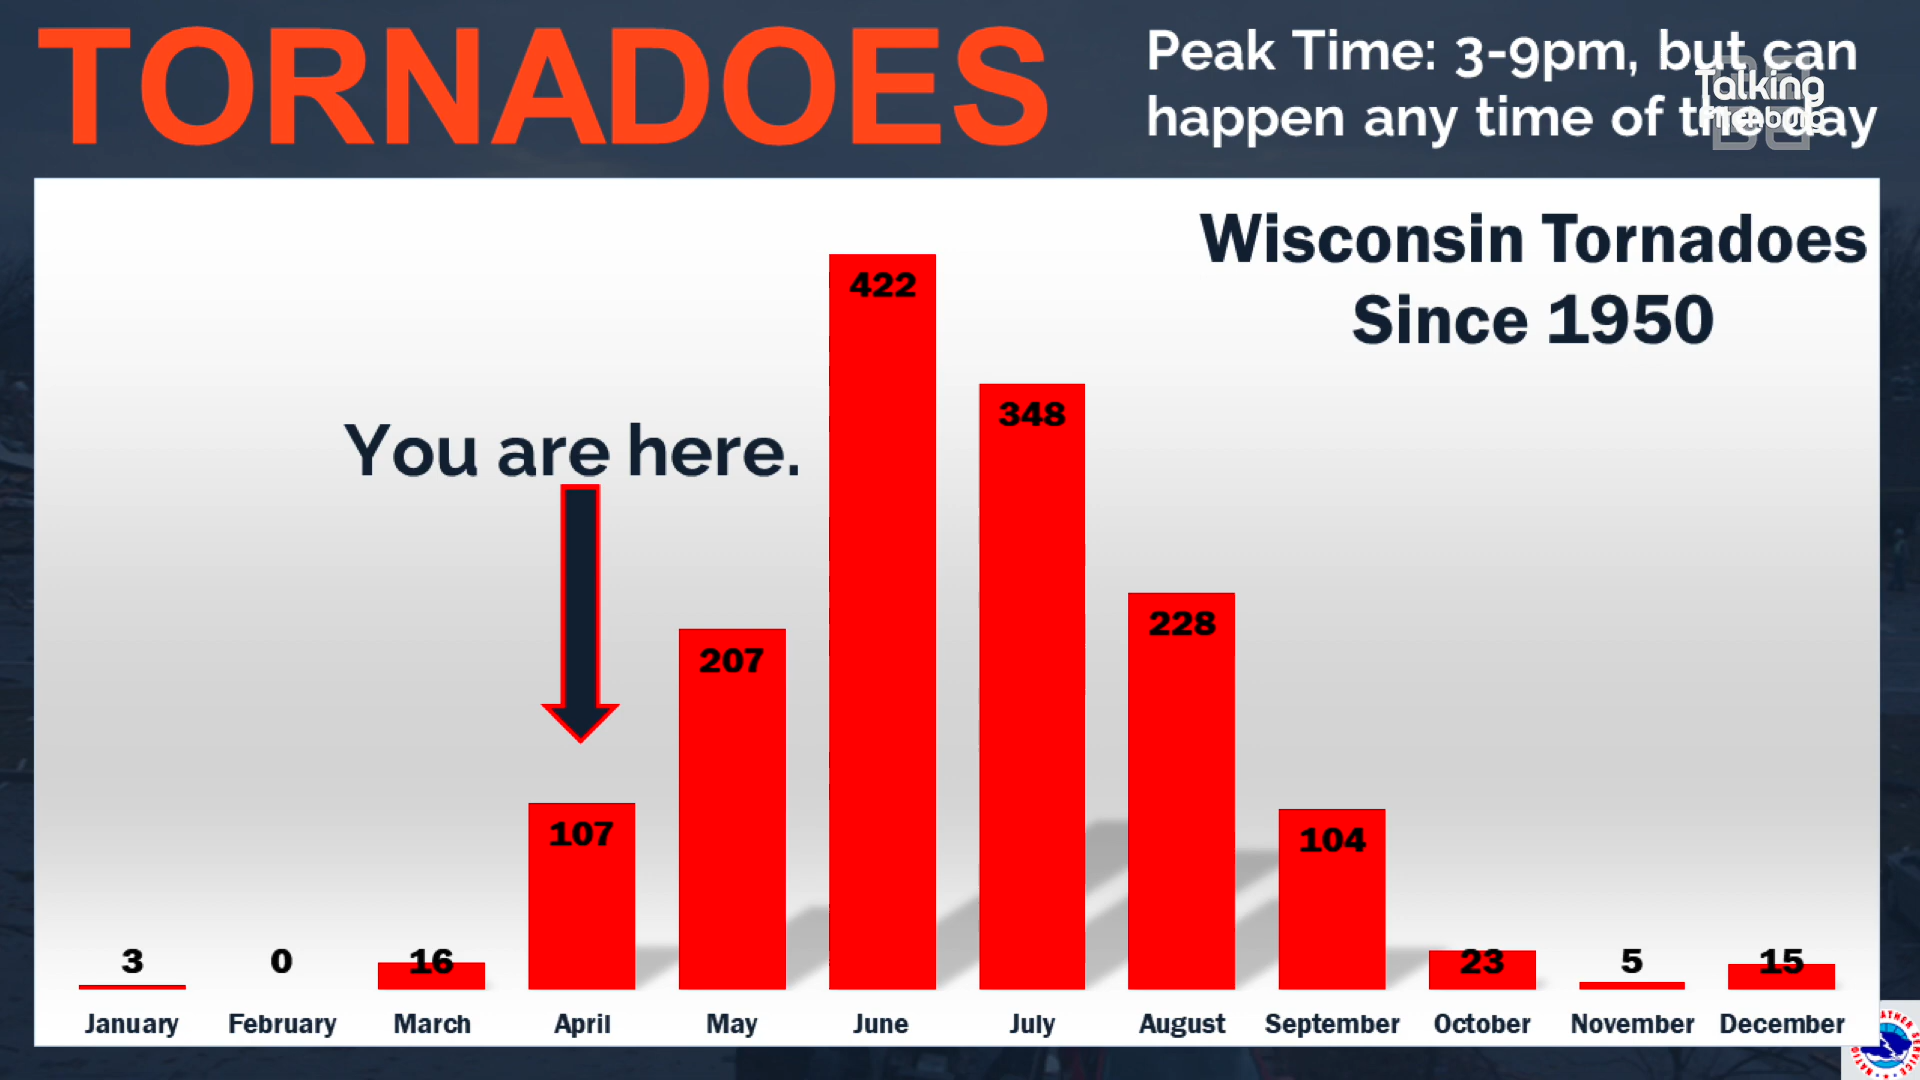 TORNADOES
Peak Time: 3-9pm, but can
happen any time of the day
Talking
Fitchburg
Wisconsin Tornadoes
Since 1950
You are here.
422
348
228
207
107
104
3
0
16
23
5
15
January
February
March
April
May
June
July
August
September
October
November
December